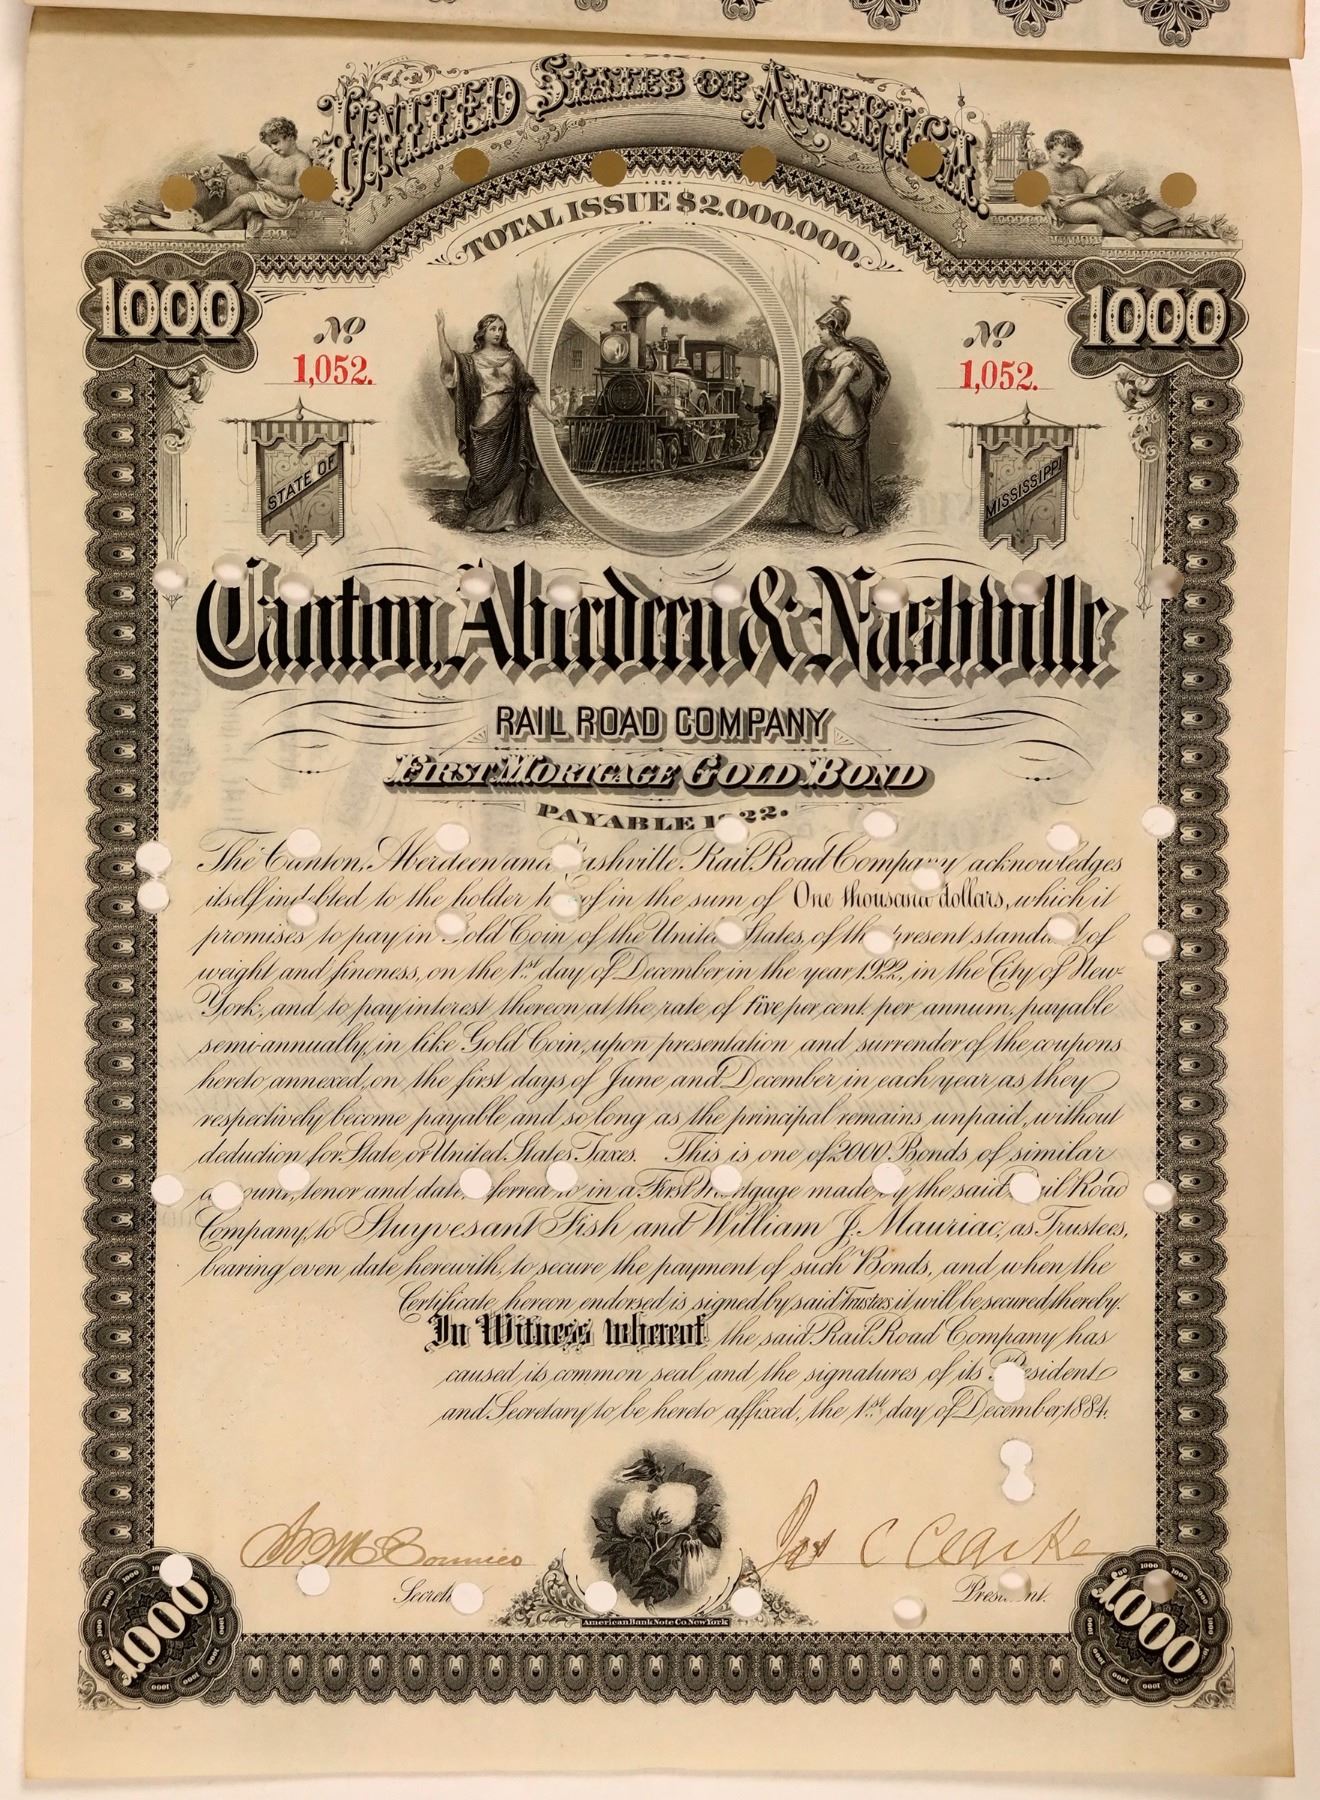 UNITED STATES OF AMERICA.
TOTAL ISSUE $2.000.000.
1000 1000
No No
1,052. 1,052.
STATE OF MISSISSIPPI
Canton, Aberdeen & Nashville
RAIL ROAD COMPANY
FIRST MORTGAGE GOLD BOND
PAYABLE 1922.
The Canton, Aberdeen and Nashville Rail Road Company acknowledges
itself indebted to the holder hereof in the sum of One thousand dollars, which it
promises to pay in Gold Coin of the United States, of the present standard of
weight and fineness, on the 1st day of December in the year 1922, in the City of New-
York, and to pay interest thereon at the rate of five per cent. per annum, payable
semi-annually, in like Gold Coin, upon presentation and surrender of the coupons
hereto annexed, on the first days of June and December in each year as they
respectively become payable and so long as the principal remains unpaid, without
deduction for State or United States Taxes. This is one of 2000 Bonds of similar
amount, tenor and date, referred to in a First Mortgage made by the said Rail Road
Company, to Stuyvesant Fish and William J. Mauriac, as Trustees,
bearing even date herewith, to secure the payment of such Bonds, and when the
Certificate hereon endorsed is signed by said Trustees it will be secured thereby.
In Witness whereof, the said Rail Road Company has
caused its common seal and the signatures of its President
and Secretary to be hereto affixed, the 1st day of December, 1884.
Jas C Clarke
Secretary President.
American Bank Note Co. New York
1000 1000